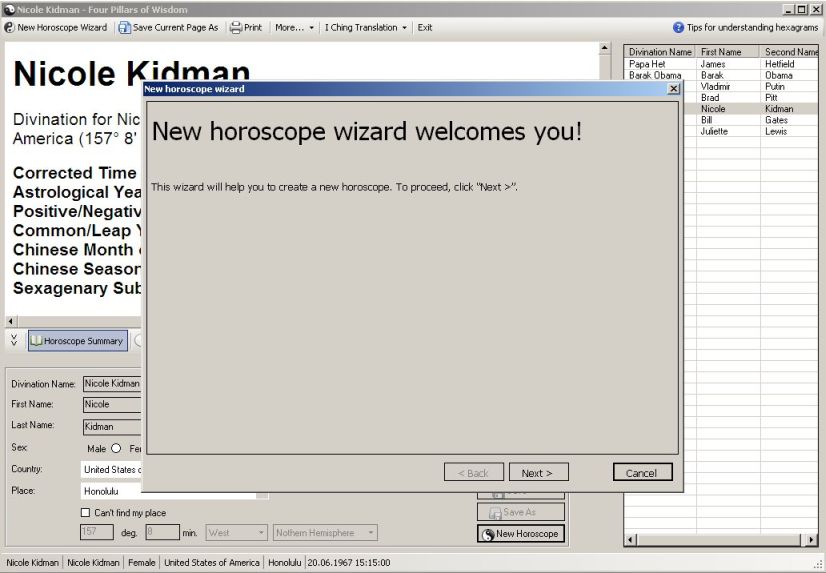 Nicole Kidman - Four Pillars of Wisdom
New Horoscope Wizard Save Current Page As Print More... I Ching Translation Exit Tips for understanding hexagrams
Nicole Kidman
Divination for Nic
America (157° 8'
Corrected Time
Astrological Yea
Positive/Negativ
Common/Leap Y
Chinese Month
Chinese Season
Sexagenary Sub
Divination Name First Name Second Name
Papa Het James Hetfield
Barak Obama Barak Obama
Vladimir Putin
Brad Pitt
Nicole Kidman
Bill Gates
Juliette Lewis
New horoscope wizard
New horoscope wizard welcomes you!
This wizard will help you to create a new horoscope. To proceed, click "Next >".
< Back Next > Cancel
Horoscope Summary
Divination Name: Nicole Kidman
First Name: Nicole
Last Name: Kidman
Sex: Male Fe
Country: United States
Place: Honolulu
Can't find my place
157 deg. 8 min. West Nothern Hemisphere
Save
Save As
New Horoscope
Nicole Kidman Nicole Kidman Female United States of America Honolulu 20.06.1967 15:15:00